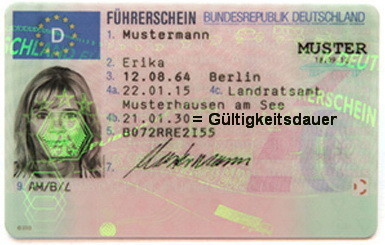 D
FÜHRERSCHEIN BUNDESREPUBLIK DEUTSCHLAND
1. Mustermann
MUSTER
2. Erika
3. 12.08.64 Berlin
4a. 22.01.15 4c. Landratsamt
Musterhausen am See
4b. 21.01.30 = Gültigkeitsdauer
5. B072RRE2I55
7. Mustermann
9. AM/B/L